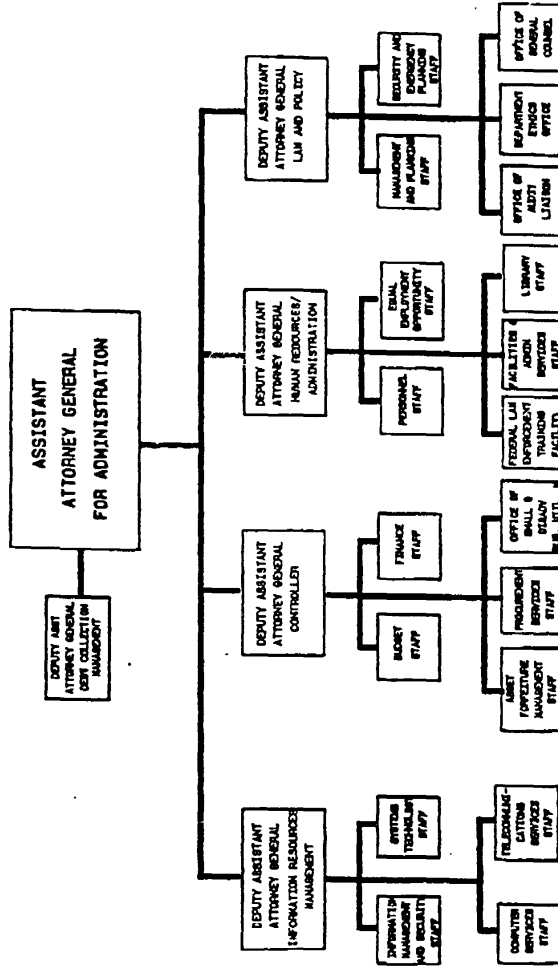 ASSISTANT
ATTORNEY GENERAL
FOR ADMINISTRATION
DEPUTY ASST
ATTORNEY GENERAL
DEBT COLLECTION
MANAGEMENT
DEPUTY ASSISTANT
ATTORNEY GENERAL
INFORMATION RESOURCES
MANAGEMENT
DEPUTY ASSISTANT
ATTORNEY GENERAL
CONTROLLER
DEPUTY ASSISTANT
ATTORNEY GENERAL
HUMAN RESOURCES/
ADMINISTRATION
DEPUTY ASSISTANT
ATTORNEY GENERAL
LAW AND POLICY
INFORMATION
MANAGEMENT
AND SECURITY
STAFF
SYSTEMS
TECHNOLOGY
STAFF
BUDGET
STAFF
FINANCE
STAFF
PERSONNEL
STAFF
EQUAL
EMPLOYMENT
OPPORTUNITY
STAFF
MANAGEMENT
AND PLANNING
STAFF
SECURITY AND
EMERGENCY
PLANNING
STAFF
COMPUTER
SERVICES
STAFF
TELECOMMUNI-
CATIONS
SERVICES
STAFF
ASSET
FORFEITURE
MANAGEMENT
STAFF
PROCUREMENT
SERVICES
STAFF
OFFICE OF
SMALL &
DISADV
FEDERAL LAW
ENFORCEMENT
TRAINING
FACILITY
FACILITIES &
ADMIN
SERVICES
STAFF
LIBRARY
STAFF
OFFICE OF
AUDIT
LIAISON
DEPARTMENT
ETHICS
OFFICE
OFFICE OF
GENERAL
COUNSEL